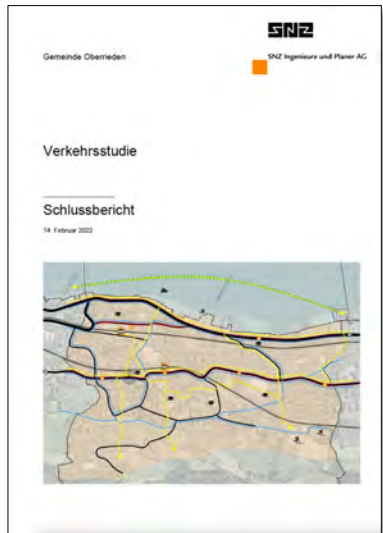 SNZ
Gemeinde Oberrieden
SNZ Ingenieure und Planer AG
Verkehrsstudie
Schlussbericht
14. Februar 2022